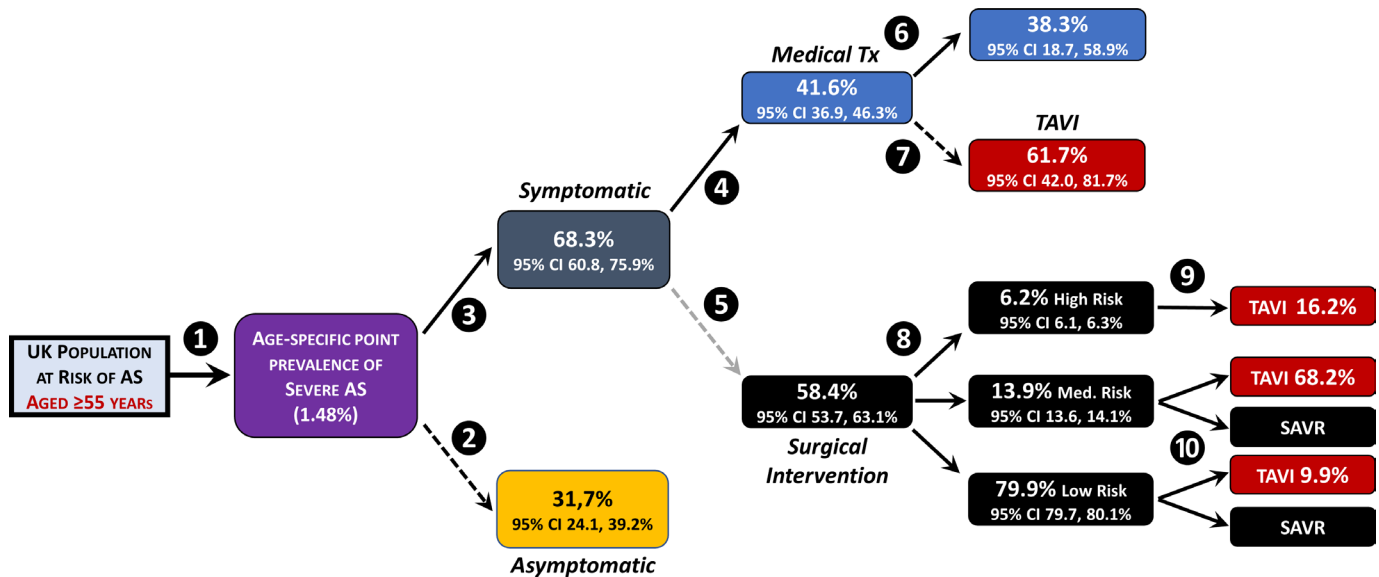 UK Population
at Risk of AS
Aged ≥55 years
1
Age-specific point
prevalence of
Severe AS
(1.48%)
3
2
Symptomatic
68.3%
95% CI 60.8, 75.9%
31,7%
95% CI 24.1, 39.2%
Asymptomatic
4
5
Medical Tx
41.6%
95% CI 36.9, 46.3%
58.4%
95% CI 53.7, 63.1%
Surgical
Intervention
6
7
8
38.3%
95% CI 18.7, 58.9%
TAVI
61.7%
95% CI 42.0, 81.7%
6.2% High Risk
95% CI 6.1, 6.3%
13.9% Med. Risk
95% CI 13.6, 14.1%
79.9% Low Risk
95% CI 79.7, 80.1%
9
10
TAVI 16.2%
TAVI 68.2%
SAVR
TAVI 9.9%
SAVR